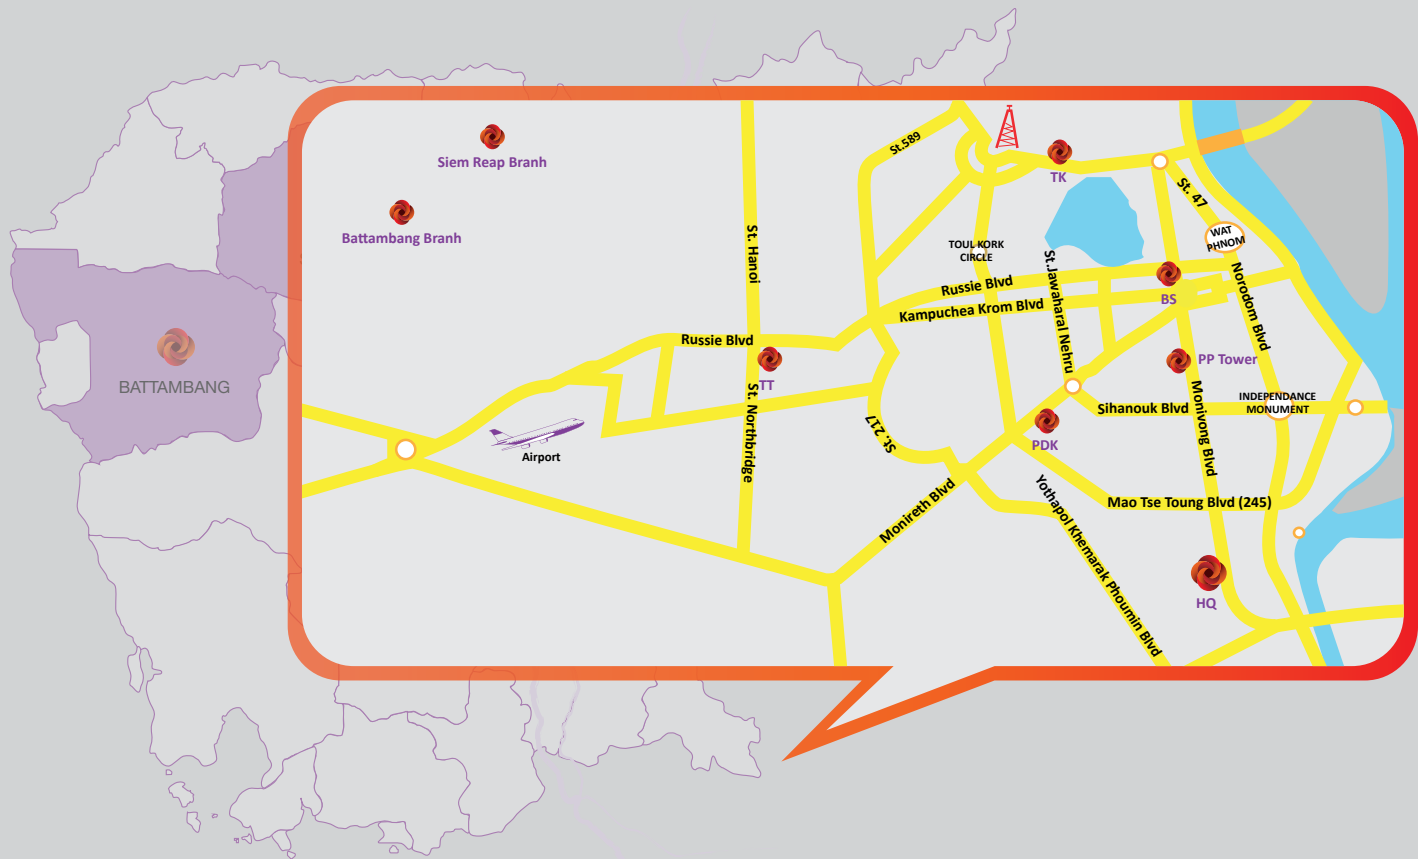 St.589
Siem Reap Branh
TK
St. 47
Battambang Branh
WAT
PHNOM
TOUL KORK
CIRCLE
St. Hanoi
St.Jawaharal Nehru
Russie Blvd
BS
Norodom Blvd
Kampuchea Krom Blvd
Russie Blvd
TT
PP Tower
BATTAMBANG
St. Northbridge
Monivong Blvd
INDEPENDANCE
MONUMENT
Sihanouk Blvd
St. 217
PDK
Airport
Monireth Blvd
Mao Tse Toung Blvd (245)
Yothapol Khemarak Phoumin Blvd
HQ